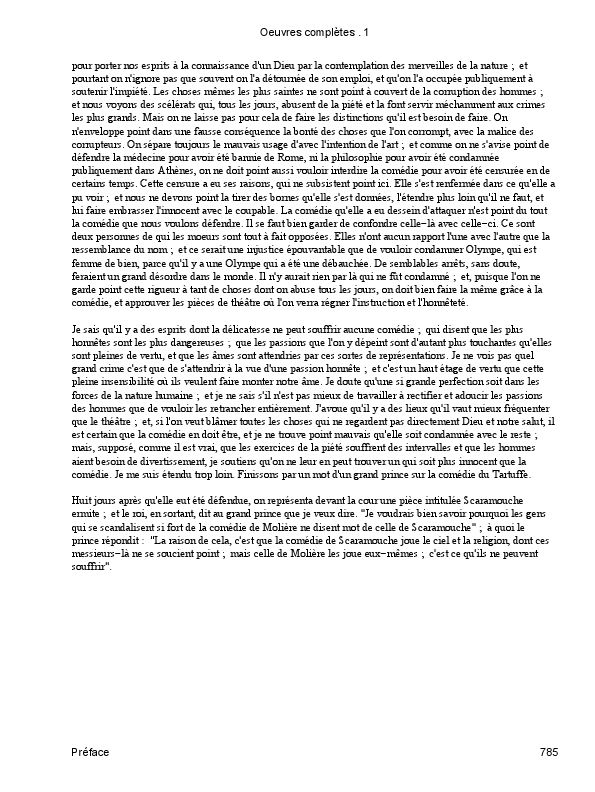 Oeuvres complètes . 1
pour porter nos esprits à la connaissance d'un Dieu par la contemplation des merveilles de la nature ; et
pourtant on n'ignore pas que souvent on l'a détournée de son emploi, et qu'on l'a occupée publiquement à
soutenir l'impiété. Les choses mêmes les plus saintes ne sont point à couvert de la corruption des hommes ;
et nous voyons des scélérats qui, tous les jours, abusent de la piété et la font servir méchamment aux crimes
les plus grands. Mais on ne laisse pas pour cela de faire les distinctions qu'il est besoin de faire. On
n'enveloppe point dans une fausse conséquence la bonté des choses que l'on corrompt, avec la malice des
corrupteurs. On sépare toujours le mauvais usage d'avec l'intention de l'art ; et comme on ne s'avise point de
défendre la médecine pour avoir été bannie de Rome, ni la philosophie pour avoir été condamnée
publiquement dans Athènes, on ne doit point aussi vouloir interdire la comédie pour avoir été censurée en de
certains temps. Cette censure a eu ses raisons, qui ne subsistent point ici. Elle s'est renfermée dans ce qu'elle a
pu voir ; et nous ne devons point la tirer des bornes qu'elle s'est données, l'étendre plus loin qu'il ne faut, et
lui faire embrasser l'innocent avec le coupable. La comédie qu'elle a eu dessein d'attaquer n'est point du tout
la comédie que nous voulons défendre. Il se faut bien garder de confondre celle−là avec celle−ci. Ce sont
deux personnes de qui les moeurs sont tout à fait opposées. Elles n'ont aucun rapport l'une avec l'autre que la
ressemblance du nom ; et ce serait une injustice épouvantable que de vouloir condamner Olympe, qui est
femme de bien, parce qu'il y a une Olympe qui a été une débauchée. De semblables arrêts, sans doute,
feraient un grand désordre dans le monde. Il n'y aurait rien par là qui ne fût condamné ; et, puisque l'on ne
garde point cette rigueur à tant de choses dont on abuse tous les jours, on doit bien faire la même grâce à la
comédie, et approuver les pièces de théâtre où l'on verra régner l'instruction et l'honnêteté.
Je sais qu'il y a des esprits dont la délicatesse ne peut souffrir aucune comédie ; qui disent que les plus
honnêtes sont les plus dangereuses ; que les passions que l'on y dépeint sont d'autant plus touchantes qu'elles
sont pleines de vertu, et que les âmes sont attendries par ces sortes de représentations. Je ne vois pas quel
grand crime c'est que de s'attendrir à la vue d'une passion honnête ; et c'est un haut étage de vertu que cette
pleine insensibilité où ils veulent faire monter notre âme. Je doute qu'une si grande perfection soit dans les
forces de la nature humaine ; et je ne sais s'il n'est pas mieux de travailler à rectifier et adoucir les passions
des hommes que de vouloir les retrancher entièrement. J'avoue qu'il y a des lieux qu'il vaut mieux fréquenter
que le théâtre ; et, si l'on veut blâmer toutes les choses qui ne regardent pas directement Dieu et notre salut, il
est certain que la comédie en doit être, et je ne trouve point mauvais qu'elle soit condamnée avec le reste ;
mais, supposé, comme il est vrai, que les exercices de la piété souffrent des intervalles et que les hommes
aient besoin de divertissement, je soutiens qu'on ne leur en peut trouver un qui soit plus innocent que la
comédie. Je me suis étendu trop loin. Finissons par un mot d'un grand prince sur la comédie du Tartuffe.
Huit jours après qu'elle eut été défendue, on représenta devant la cour une pièce intitulée Scaramouche
ermite ; et le roi, en sortant, dit au grand prince que je veux dire. "Je voudrais bien savoir pourquoi les gens
qui se scandalisent si fort de la comédie de Molière ne disent mot de celle de Scaramouche" ; à quoi le
prince répondit : "La raison de cela, c'est que la comédie de Scaramouche joue le ciel et la religion, dont ces
messieurs−là ne se soucient point ; mais celle de Molière les joue eux−mêmes ; c'est ce qu'ils ne peuvent
souffrir".
Préface 785